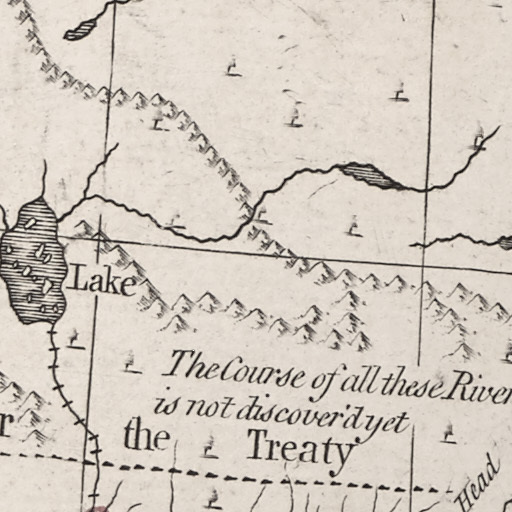 Lake
The Course of all these River
is not discover'd yet
r the Treaty
Head